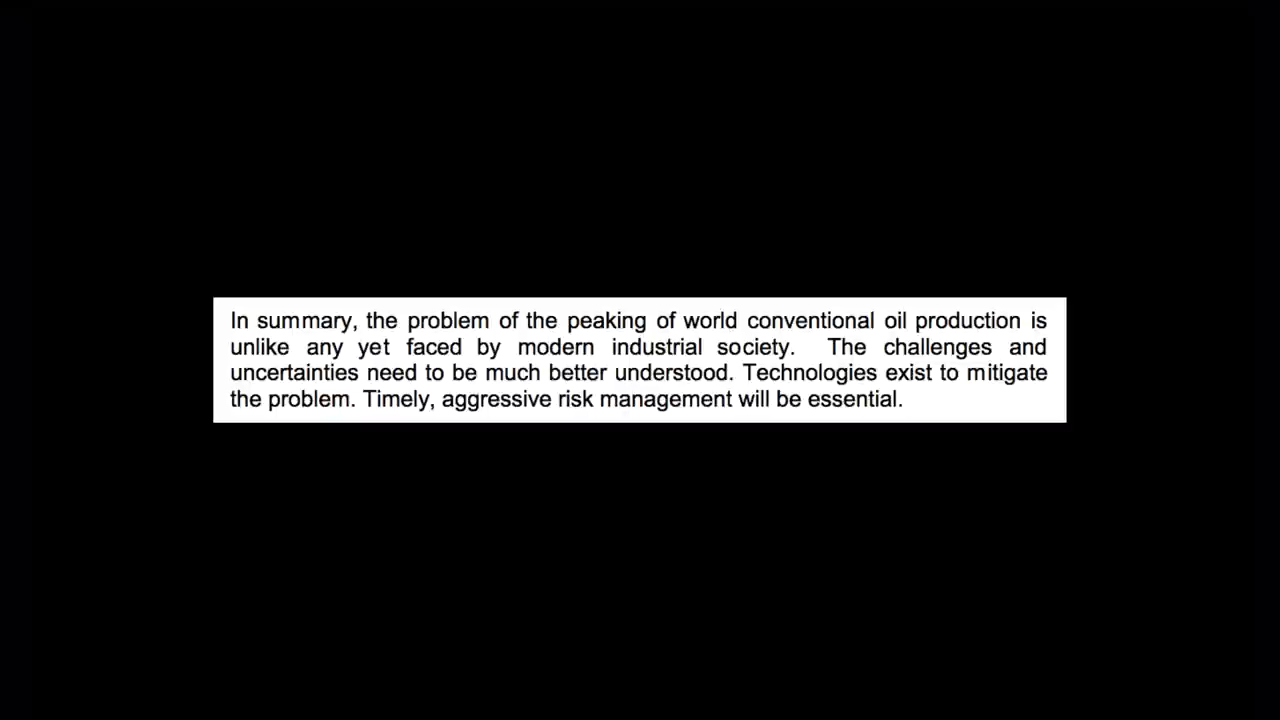 In summary, the problem of the peaking of world conventional oil production is
unlike any yet faced by modern industrial society. The challenges and
uncertainties need to be much better understood. Technologies exist to mitigate
the problem. Timely, aggressive risk management will be essential.